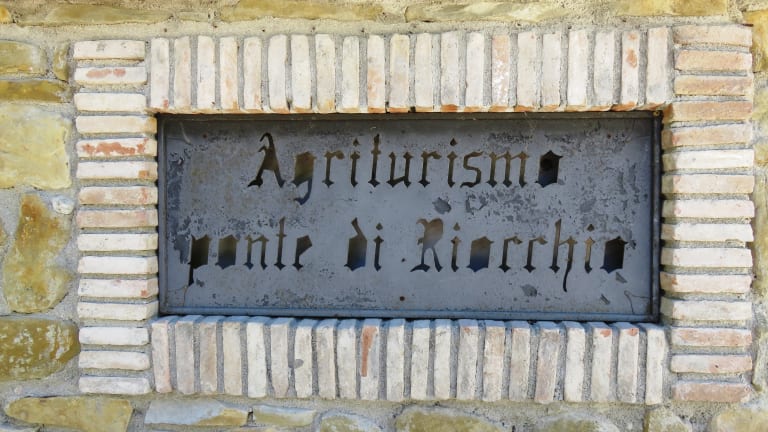 Agriturismo
ponte di Riocchio